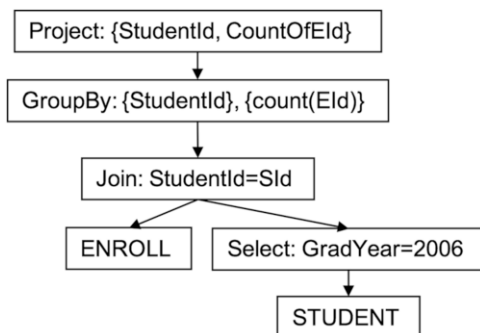 Project: {StudentId, CountOfEId}
GroupBy: {StudentId}, {count(EId)}
Join: StudentId=SId
ENROLL
Select: GradYear=2006
STUDENT